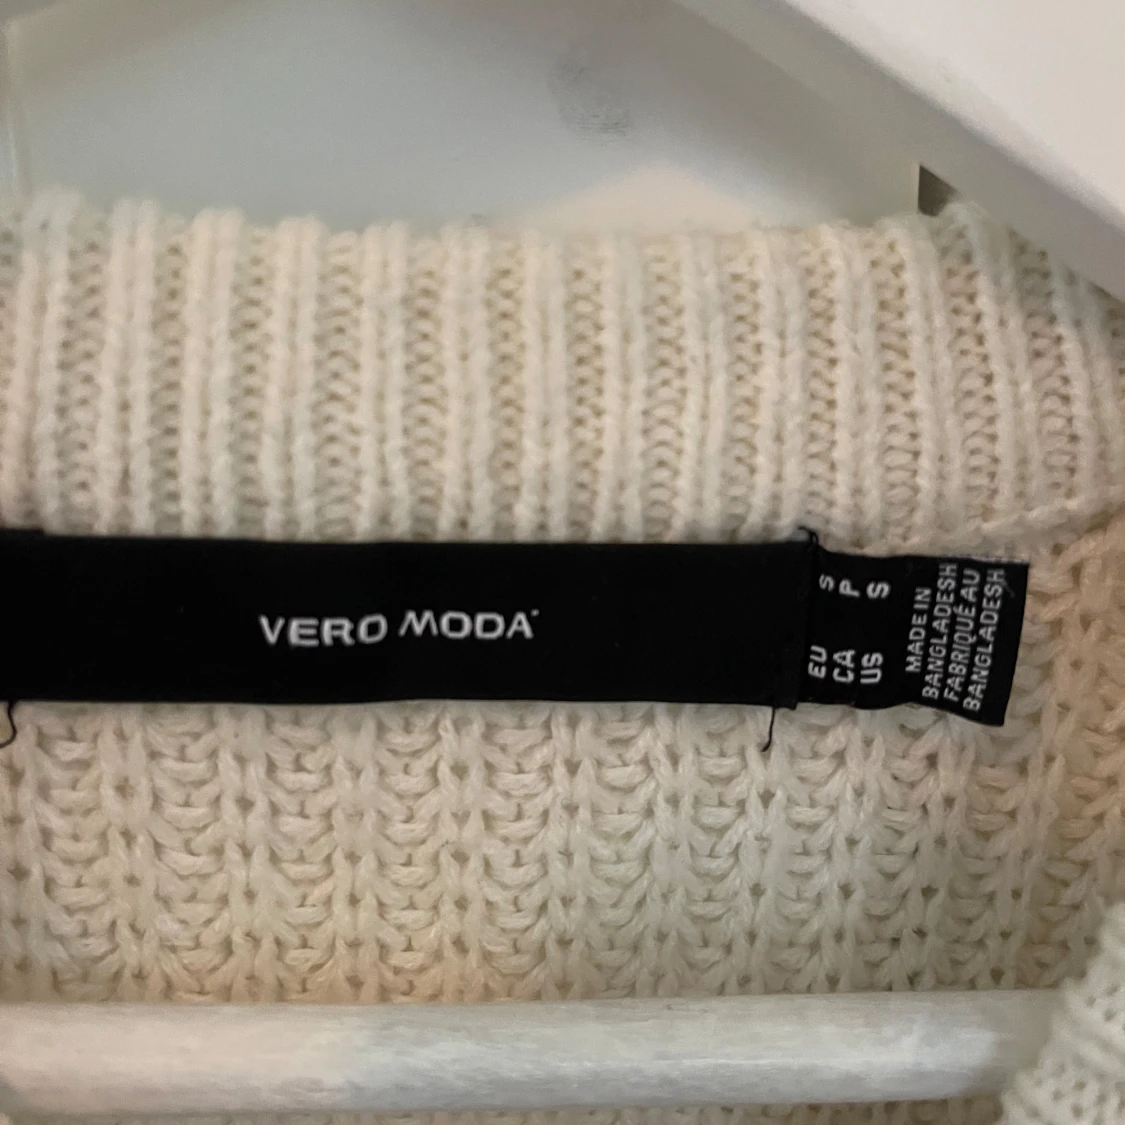 VERO MODA
EU S
CA P
US S
MADE IN
BANGLADESH
FABRIQUÉ AU
BANGLADESH